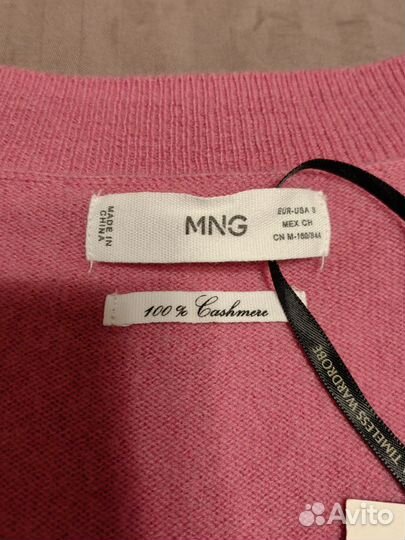 MADE IN
CHINA
MNG
EUR-USA S
MEX CH
CN M-160/84A
100% Cashmere
TIMELESS WARDROBE
Avito